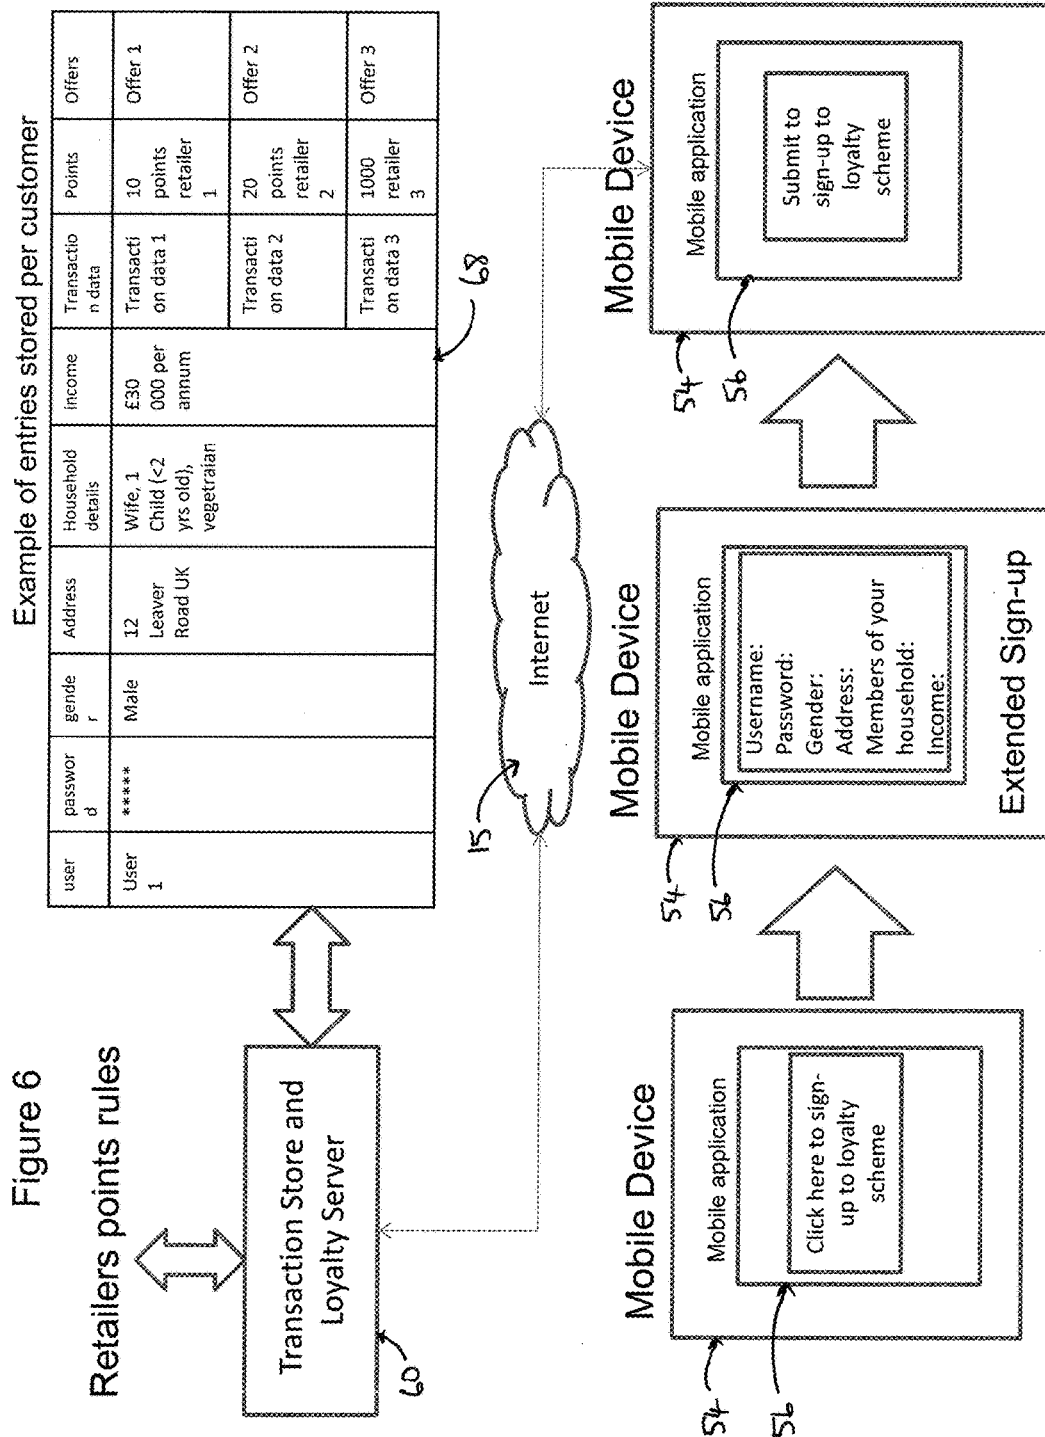 Figure 6
Retailers points rules
Transaction Store and
Loyalty Server
60
Example of entries stored per customer
user
passwor
d
gende
r
Address
Household
details
income
Transactio
n data
Points
Offers
User
1
*****
Male
12
Leaver
Road UK
Wife, 1
Child (<2
yrs old),
vegetraian
£30
000 per
annum
Transacti
on data 1
10
points
retailer
1
Offer 1
Transacti
on data 2
20
points
retailer
2
Offer 2
Transacti
on data 3
1000
retailer
3
Offer 3
68
15
Internet
Mobile Device
Mobile application
Click here to sign-
up to loyalty
scheme
54
56
Mobile Device
Mobile application
Username:
Password:
Gender:
Address:
Members of your
household:
Income:
Extended Sign-up
54
56
Mobile Device
Mobile application
Submit to
sign-up to
loyalty
scheme
54
56